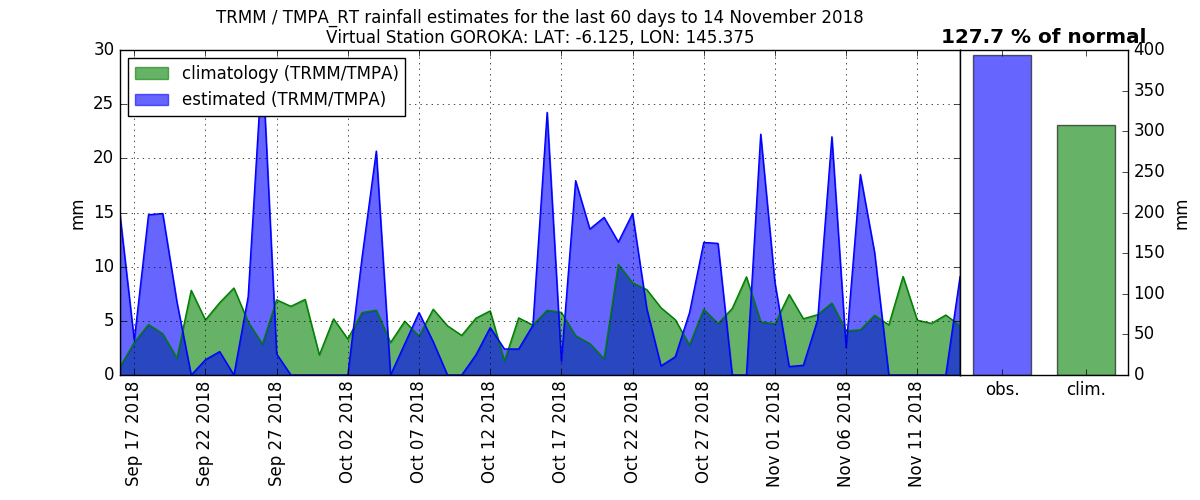 TRMM / TMPA_RT rainfall estimates for the last 60 days to 14 November 2018
Virtual Station GOROKA: LAT: -6.125, LON: 145.375
127.7 % of normal
climatology (TRMM/TMPA)
estimated (TRMM/TMPA)
mm
30
25
20
15
10
5
0
Sep 17 2018
Sep 22 2018
Sep 27 2018
Oct 02 2018
Oct 07 2018
Oct 12 2018
Oct 17 2018
Oct 22 2018
Oct 27 2018
Nov 01 2018
Nov 06 2018
Nov 11 2018
obs.
clim.
400
350
300
250
200
150
100
50
0
mm